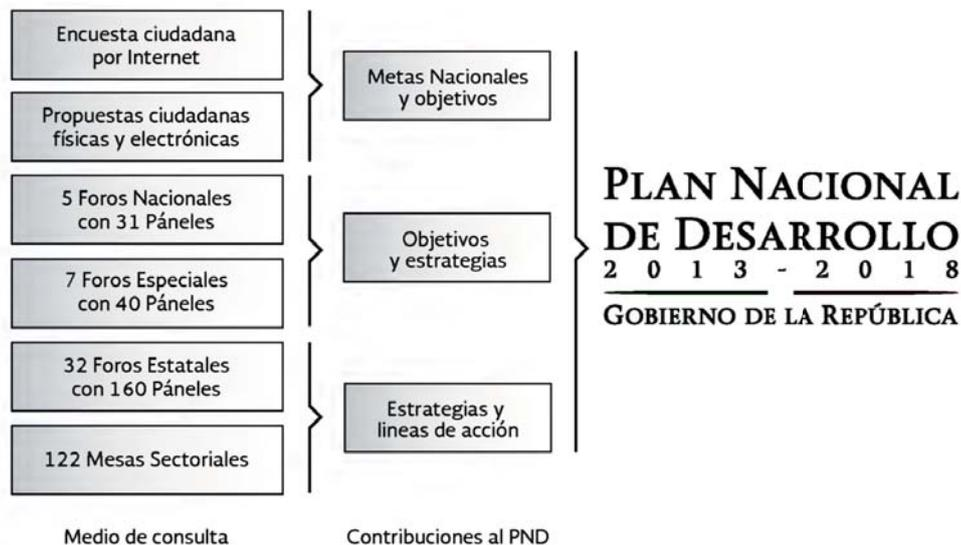 Encuesta ciudadana
por Internet
Propuestas ciudadanas
físicas y electrónicas
5 Foros Nacionales
con 31 Páneles
7 Foros Especiales
con 40 Páneles
32 Foros Estatales
con 160 Páneles
122 Mesas Sectoriales
Medio de consulta
Metas Nacionales
y objetivos
Objetivos
y estrategias
Estrategias y
lineas de acción
Contribuciones al PND
PLAN NACIONAL
DE DESARROLLO
2013-2018
GOBIERNO DE LA REPÚBLICA